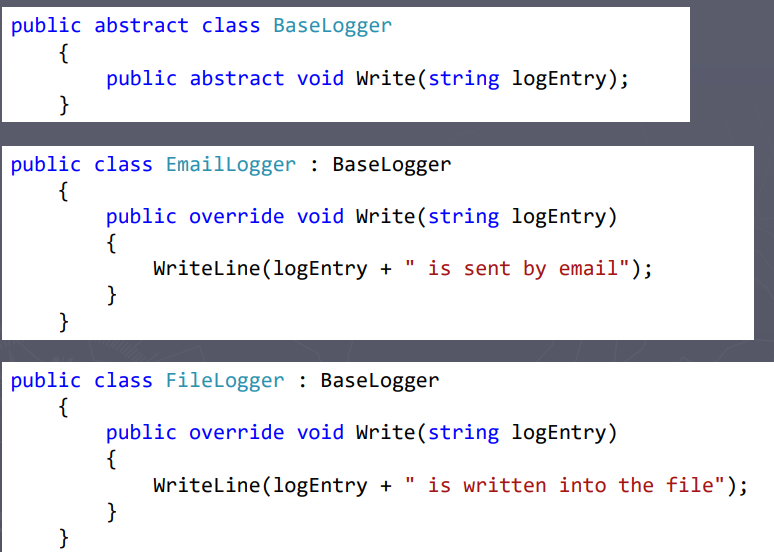 public abstract class BaseLogger
{
public abstract void Write(string logEntry);
}
public class EmailLogger : BaseLogger
{
public override void Write(string logEntry)
{
WriteLine(logEntry + " is sent by email");
}
}
public class FileLogger : BaseLogger
{
public override void Write(string logEntry)
{
WriteLine(logEntry + " is written into the file");
}
}